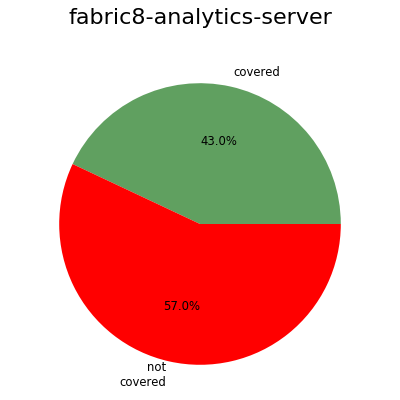 fabric8-analytics-server
covered
43.0%
57.0%
not
covered